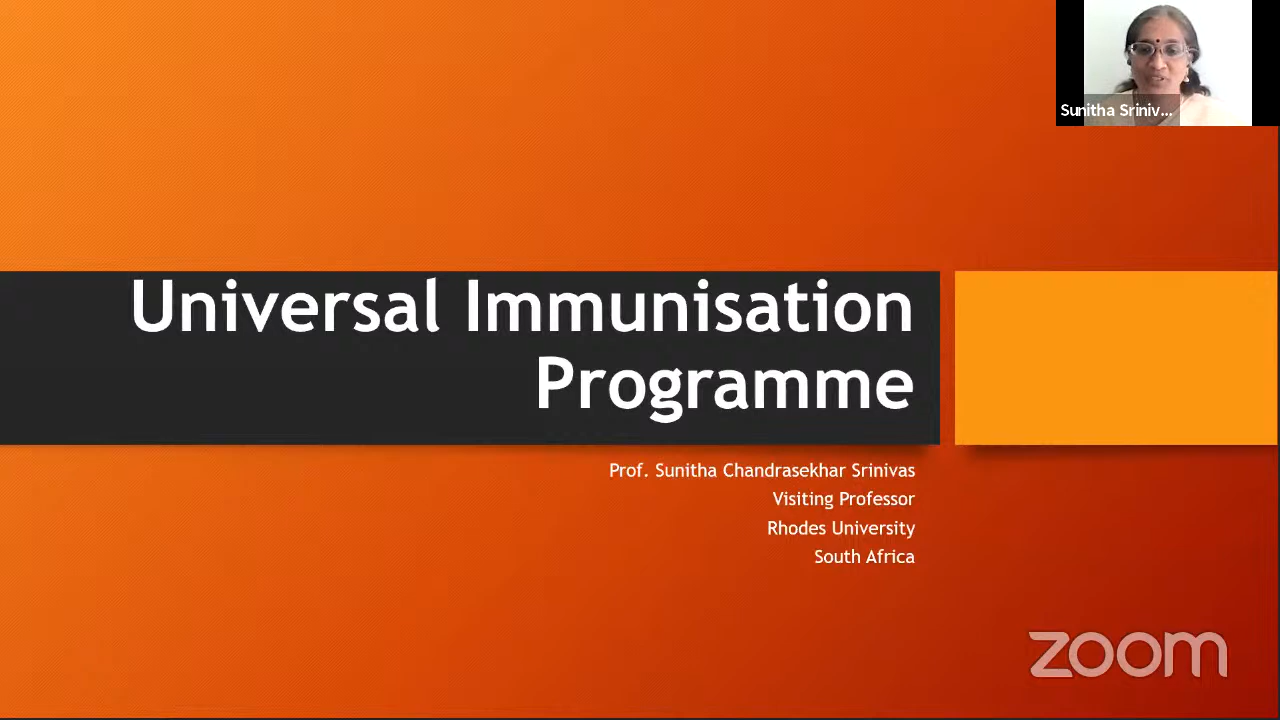 Sunitha Sriniv...
Universal Immunisation
Programme
Prof. Sunitha Chandrasekhar Srinivas
Visiting Professor
Rhodes University
South Africa
zoom